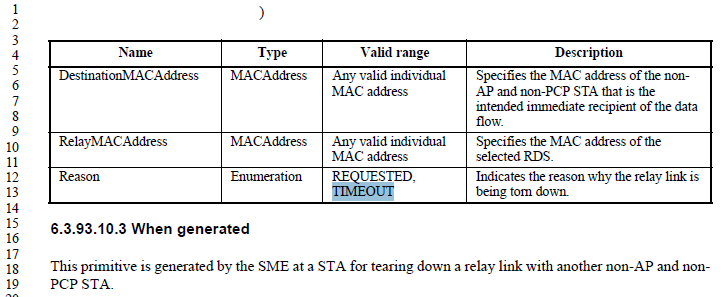 1
2
)
3
4 Name Type Valid range Description
5 DestinationMACAddress MACAddress Any valid individual Specifies the MAC address of the non-
6 MAC address AP and non-PCP STA that is the
7 intended immediate recipient of the data
8 flow.
9
10 RelayMACAddress MACAddress Any valid individual Specifies the MAC address of the
11 MAC address selected RDS.
12 Reason Enumeration REQUESTED, Indicates the reason why the relay link is
13 TIMEOUT being torn down.
14
15 6.3.93.10.3 When generated
16
17
18 This primitive is generated by the SME at a STA for tearing down a relay link with another non-AP and non-
19 PCP STA.